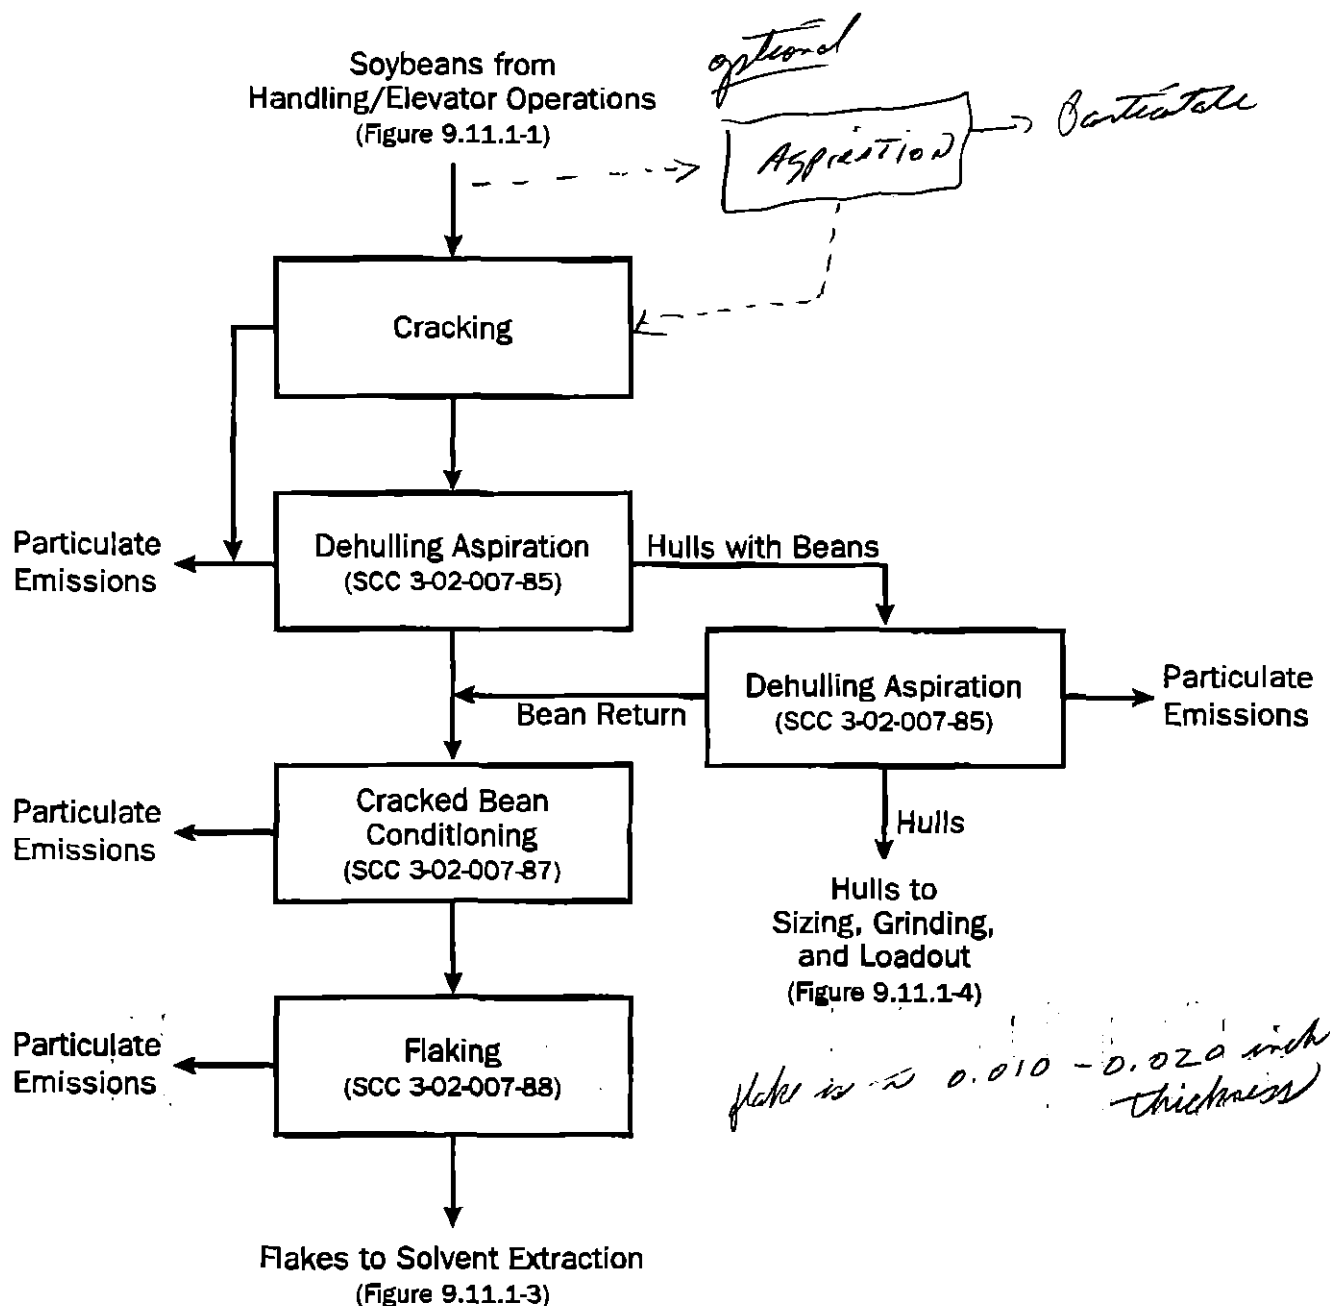 Soybeans from
Handling/Elevator Operations
(Figure 9.11.1-1)
optional
ASPIRATION
Particulate
Cracking
Particulate
Emissions
Dehulling Aspiration
(SCC 3-02-007-85)
Hulls with Beans
Dehulling Aspiration
(SCC 3-02-007-85)
Particulate
Emissions
Bean Return
Particulate
Emissions
Cracked Bean
Conditioning
(SCC 3-02-007-87)
Hulls
Hulls to
Sizing, Grinding,
and Loadout
(Figure 9.11.1-4)
Particulate
Emissions
Flaking
(SCC 3-02-007-88)
flake is ~ 0.010 - 0.020 inch
thickness
Flakes to Solvent Extraction
(Figure 9.11.1-3)